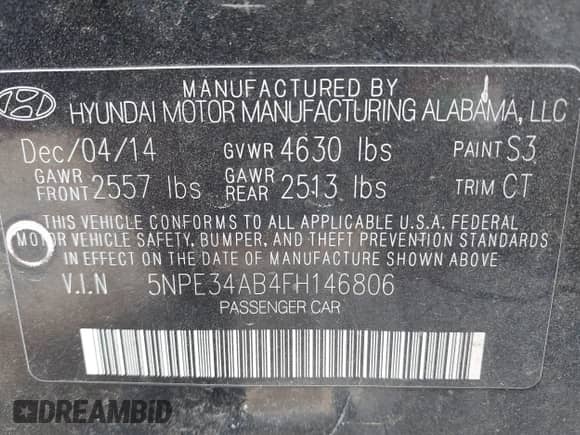 MANUFACTURED BY
HYUNDAI MOTOR MANUFACTURING ALABAMA, LLC
Dec/04/14 GVWR 4630 lbs PAINT S3
GAWR FRONT 2557 lbs GAWR REAR 2513 lbs TRIM CT
THIS VEHICLE CONFORMS TO ALL APPLICABLE U.S.A. FEDERAL
MOTOR VEHICLE SAFETY, BUMPER, AND THEFT PREVENTION STANDARDS
IN EFFECT ON THE DATE OF MANUFACTURE SHOWN ABOVE
V.I.N 5NPE34AB4FH146806
PASSENGER CAR
DREAMBID